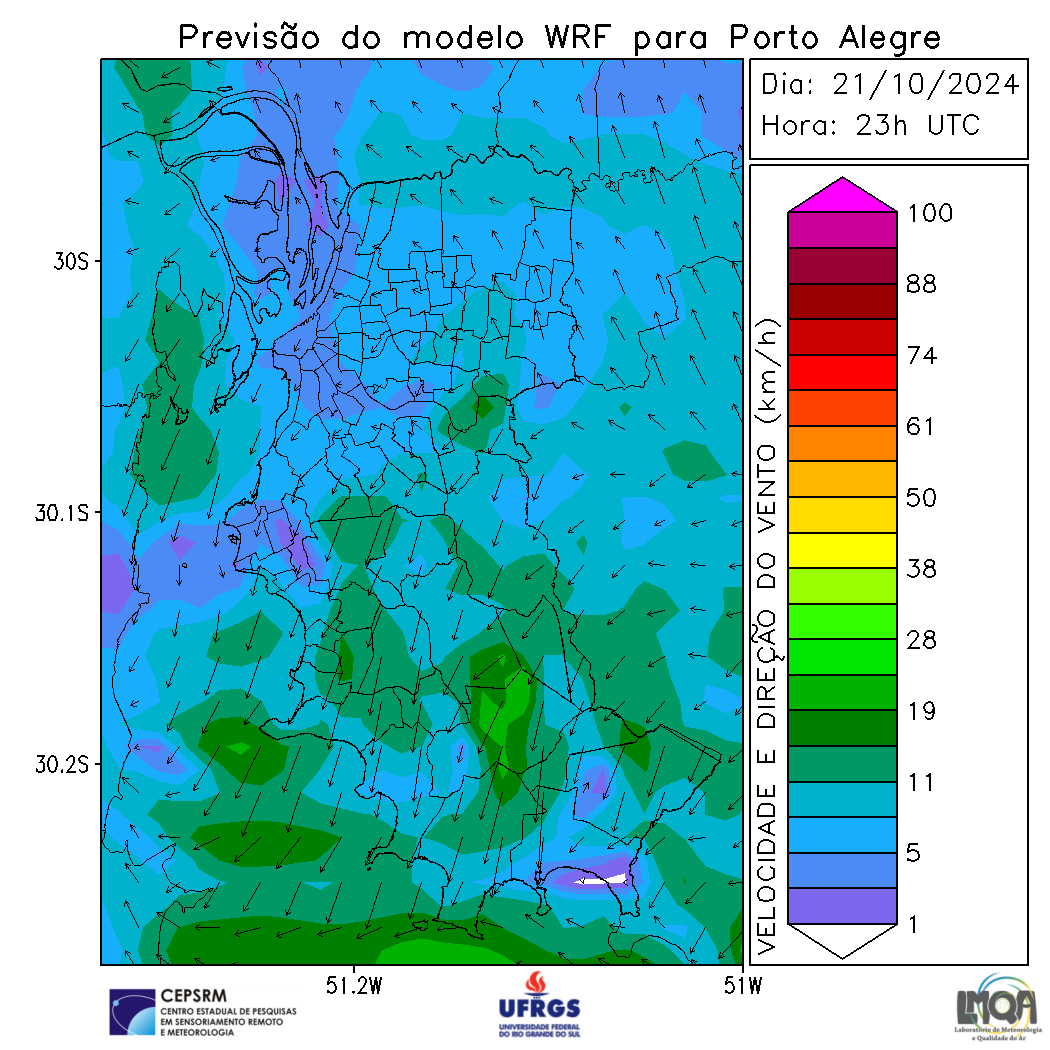 Previsão do modelo WRF para Porto Alegre
Dia: 21/10/2024
Hora: 23h UTC
30S
30.1S
30.2S
51.2W
51W
VELOCIDADE E DIREÇÃO DO VENTO (km/h)
100
88
74
61
50
38
28
19
11
5
1
CEPSRM
CENTRO ESTADUAL DE PESQUISAS
EM SENSORIAMENTO REMOTO
E METEOROLOGIA
UFRGS
UNIVERSIDADE FEDERAL
DO RIO GRANDE DO SUL
LMQA
Laboratório de Meteorologia
e Qualidade do Ar